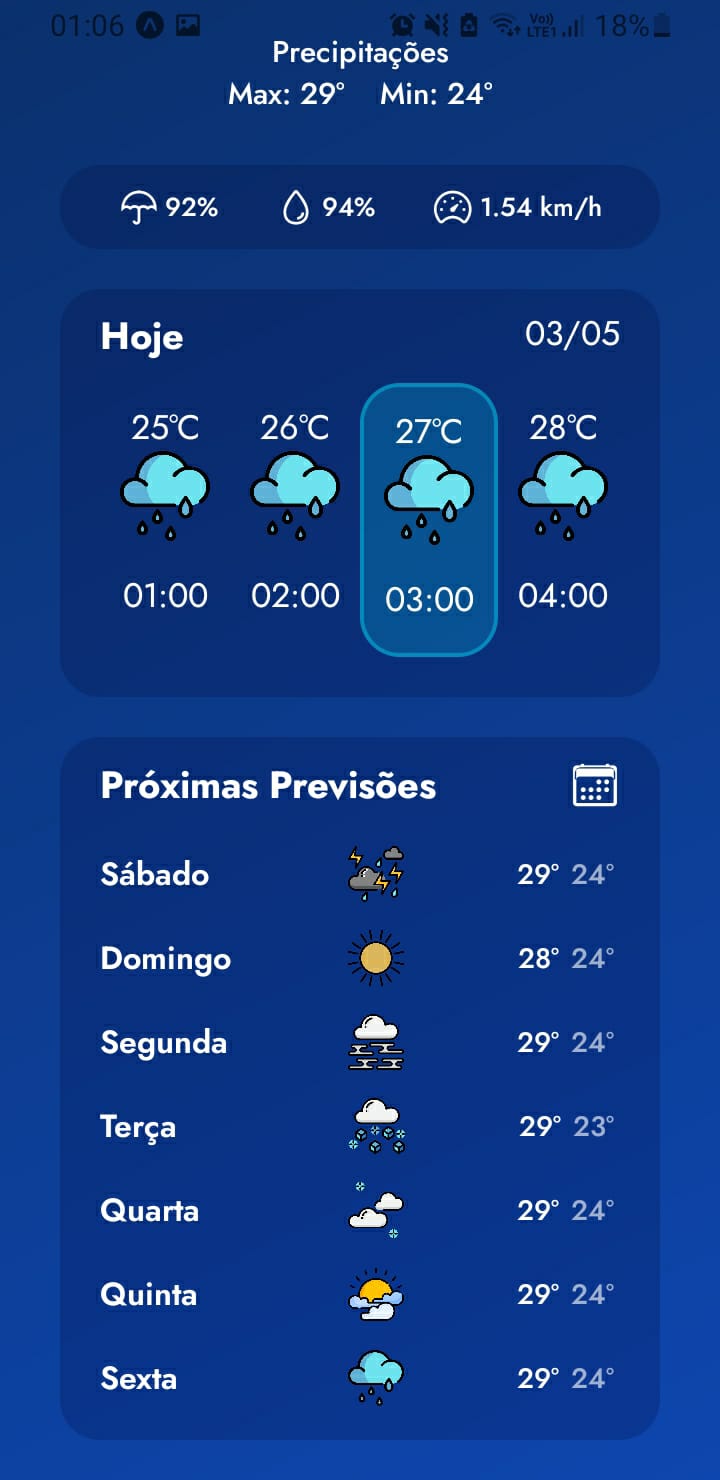 01:06 Vo)) LTE1 18%
Precipitações
Max: 29° Min: 24°
92% 94% 1.54 km/h
Hoje 03/05
25°C 26°C 27°C 28°C
01:00 02:00 03:00 04:00
Próximas Previsões
Sábado 29° 24°
Domingo 28° 24°
Segunda 29° 24°
Terça 29° 23°
Quarta 29° 24°
Quinta 29° 24°
Sexta 29° 24°